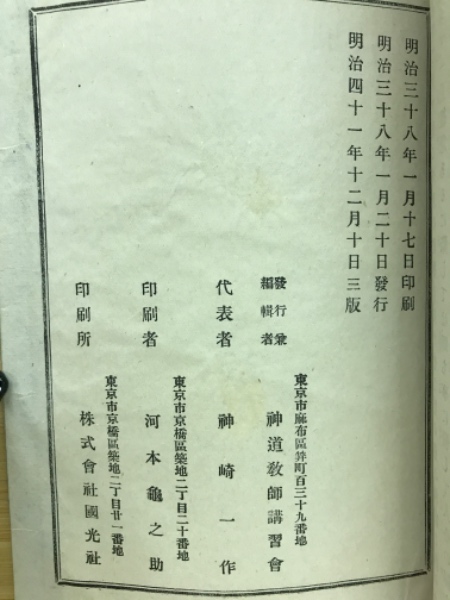 明治三十八年一月十七日印刷
明治三十八年一月二十日發行
明治四十一年十二月十日三版
發行兼
編輯者
東京市麻布區笄町百三十九番地
神道教師講習會
代表者 神崎一作
印刷者
東京市京橋區築地二丁目二十番地
河本龜之助
印刷所
東京市京橋區築地二丁目廿一番地
株式會社國光社